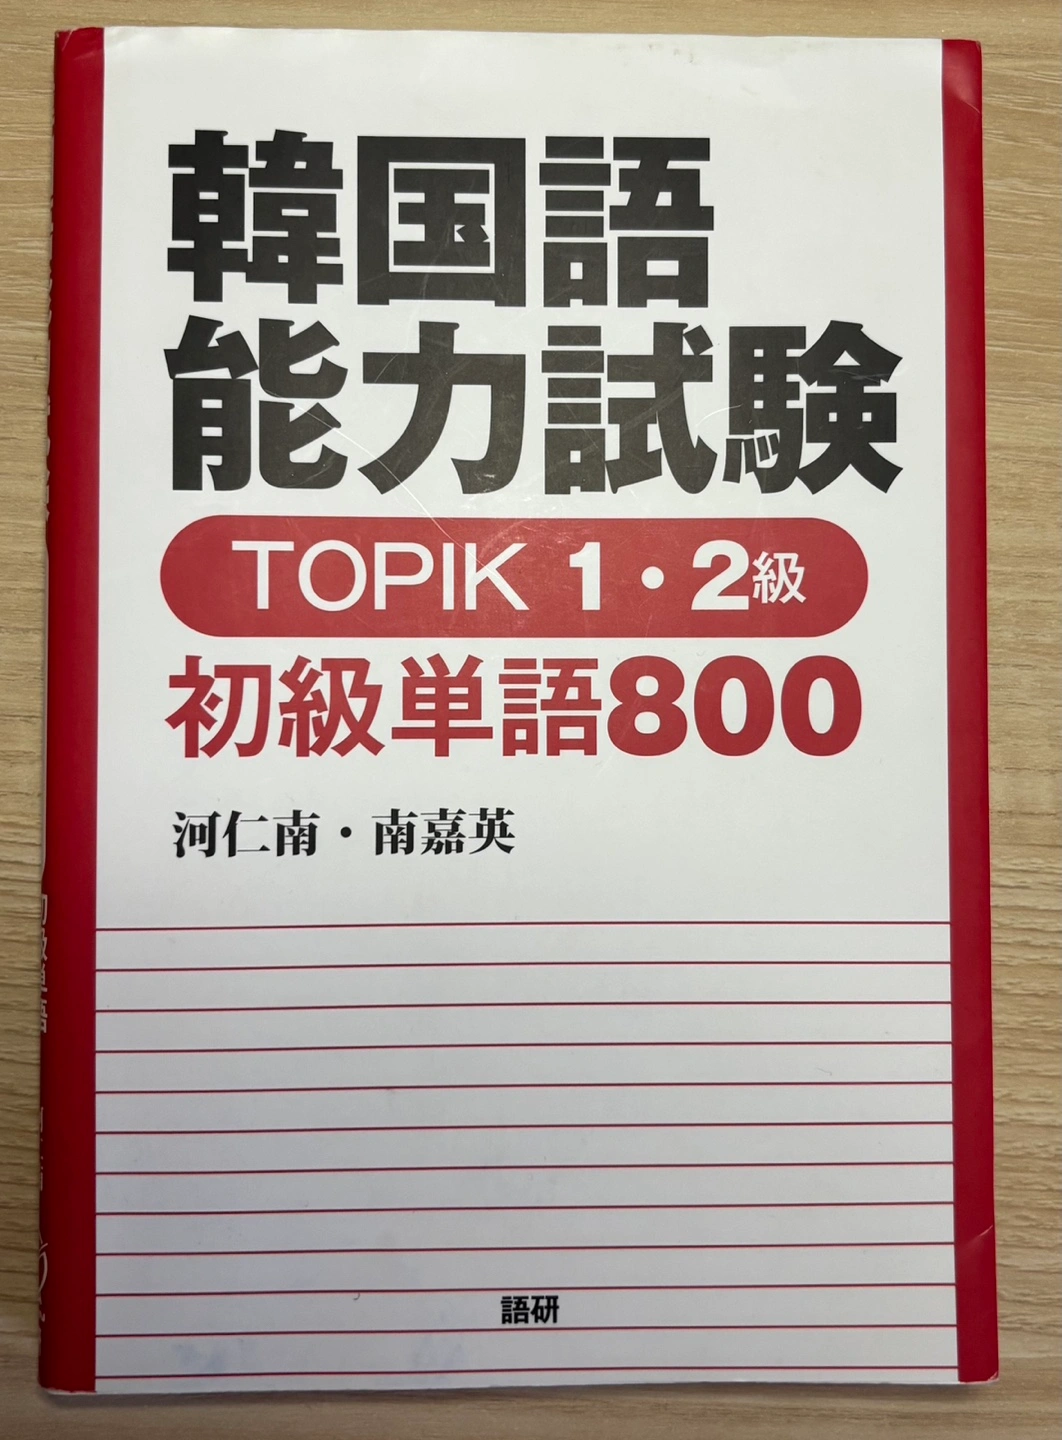 韓国語
能力試験
TOPIK 1・2級
初級単語800
河仁南・南嘉英
語研